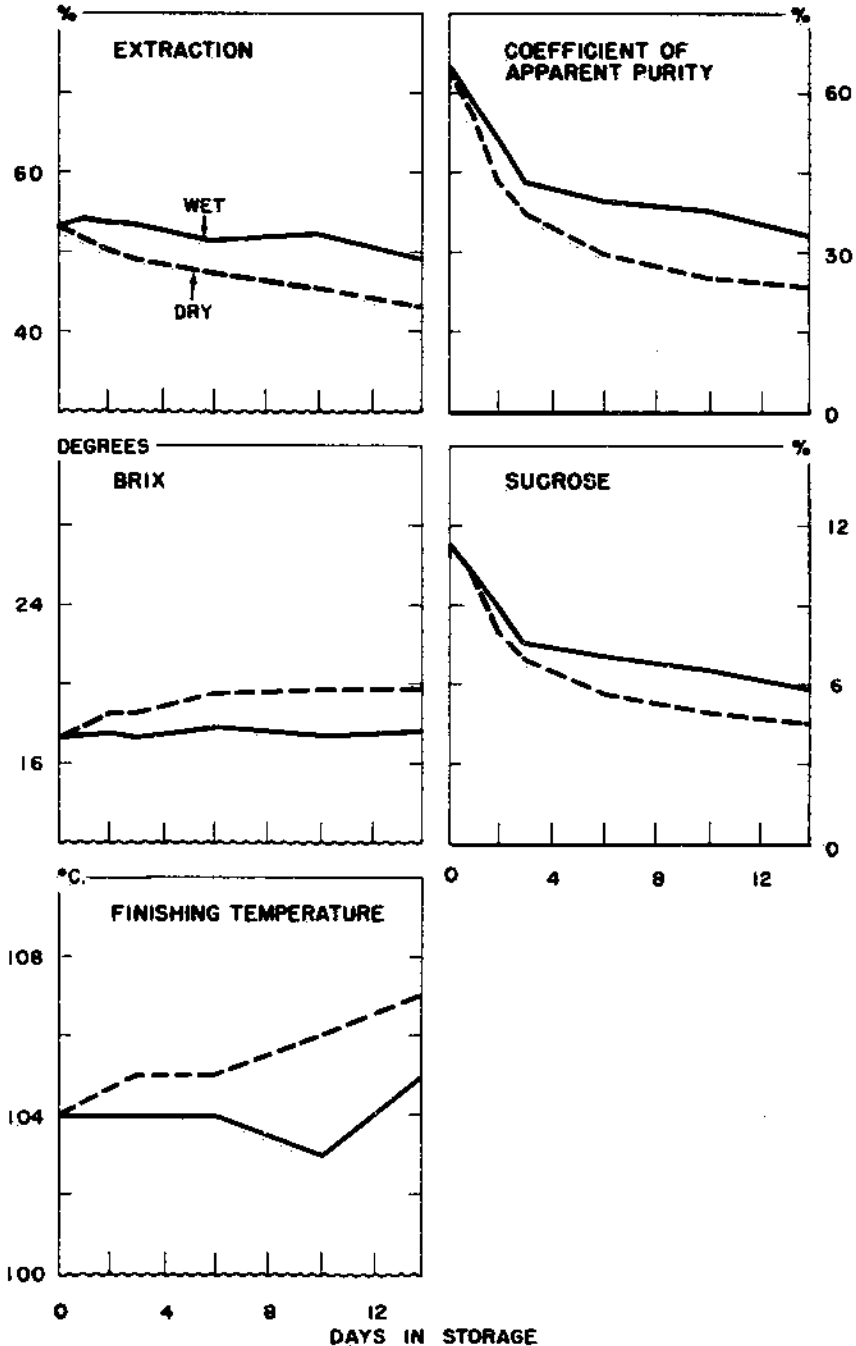 %
EXTRACTION
60
40
WET
DRY
%
COEFFICIENT OF
APPARENT PURITY
60
30
0
DEGREES
BRIX
24
16
%
SUCROSE
12
6
0
0 4 8 12
°C.
FINISHING TEMPERATURE
108
104
100
0 4 8 12
DAYS IN STORAGE